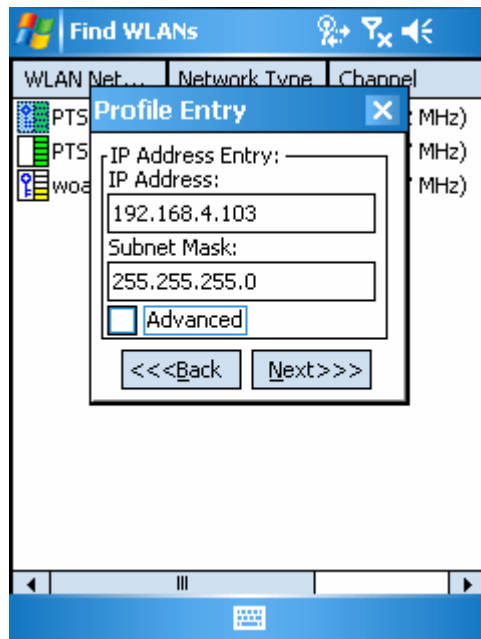 Find WLANs
WLAN Net... Network Type Channel
PTS MHz)
PTS MHz)
woa MHz)
Profile Entry
IP Address Entry:
IP Address:
192.168.4.103
Subnet Mask:
255.255.255.0
Advanced
<<<Back Next>>>